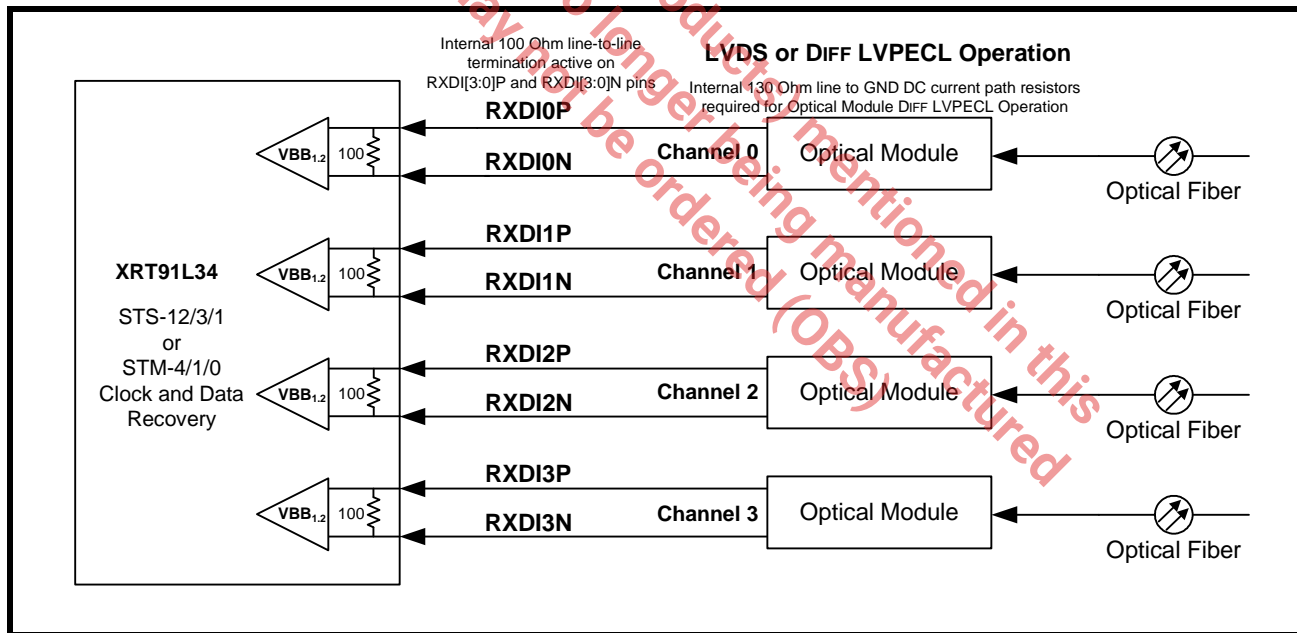 Internal 100 Ohm line-to-line
termination active on
RXDI[3:0]P and RXDI[3:0]N pins
LVDS or DIFF LVPECL Operation
Internal 130 Ohm line to GND DC current path resistors
required for Optical Module DIFF LVPECL Operation
XRT91L34
STS-12/3/1
or
STM-4/1/0
Clock and Data
Recovery
VBB1.2
100
RXDI0P
RXDI0N
Channel 0
Optical Module
Optical Fiber
VBB1.2
100
RXDI1P
RXDI1N
Channel 1
Optical Module
Optical Fiber
VBB1.2
100
RXDI2P
RXDI2N
Channel 2
Optical Module
Optical Fiber
VBB1.2
100
RXDI3P
RXDI3N
Channel 3
Optical Module
Optical Fiber
mentioned in this
longer being manufactured
not be ordered (OBS)